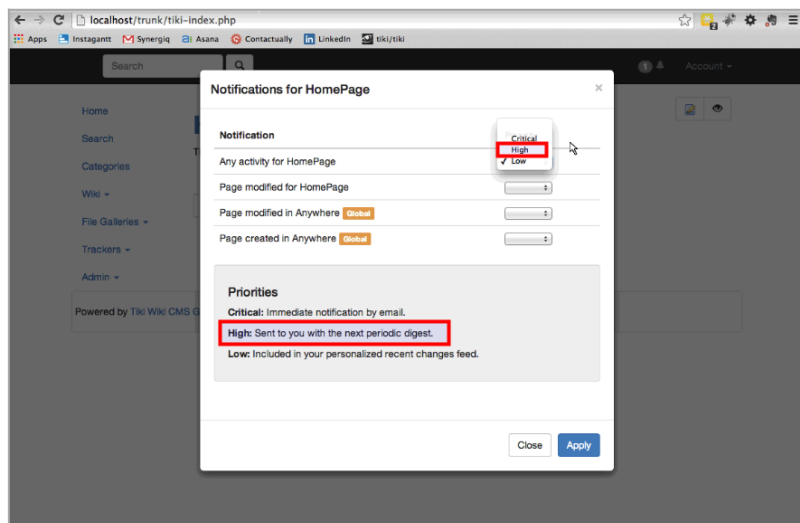 localhost/trunk/tiki-index.php
Apps Instagantt Synergiq Asana Contactually LinkedIn tiki/tiki
Search
1
Account
Notifications for HomePage
×
Home
Search
Categories
Wiki
File Galleries
Trackers
Admin
Powered by Tiki Wiki CMS G
Notification
Critical
High
✓ Low
Any activity for HomePage
Page modified for HomePage
Page modified in Anywhere Global
Page created in Anywhere Global
Priorities
Critical: Immediate notification by email.
High: Sent to you with the next periodic digest.
Low: Included in your personalized recent changes feed.
Close Apply